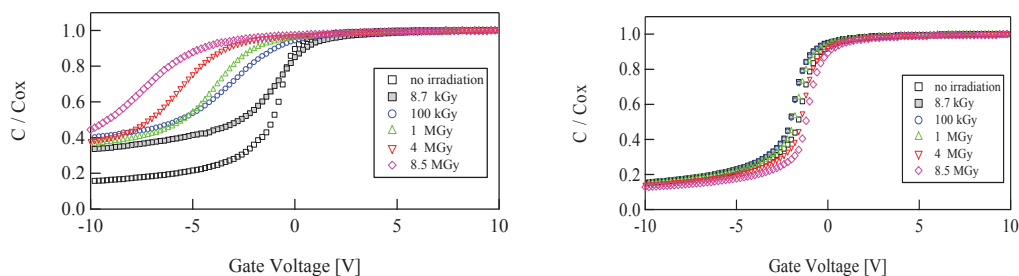 C / Cox
1.0
0.8
0.6
0.4
0.2
0.0
-10
-5
0
5
10
Gate Voltage [V]
no irradiation
8.7 kGy
100 kGy
1 MGy
4 MGy
8.5 MGy
C / Cox
1.0
0.8
0.6
0.4
0.2
0.0
-10
-5
0
5
10
Gate Voltage [V]
no irradiation
8.7 kGy
100 kGy
1 MGy
4 MGy
8.5 MGy